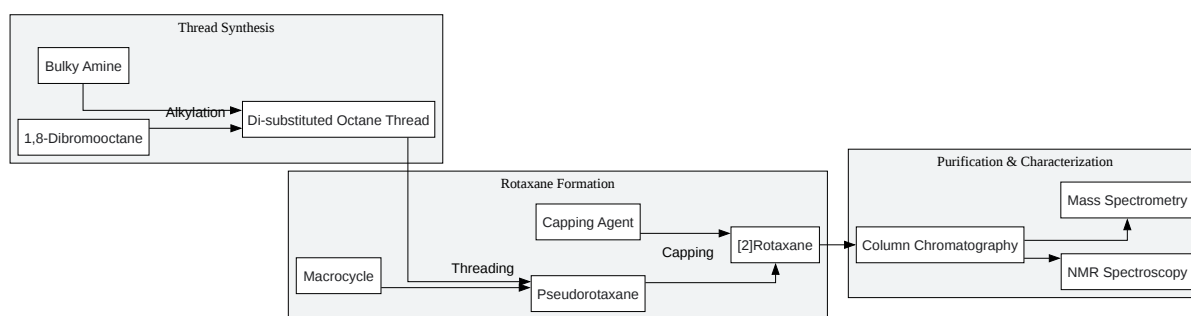 Thread Synthesis
Bulky Amine
Alkylation
Di-substituted Octane Thread
1,8-Dibromooctane
Purification & Characterization
Rotaxane Formation
Mass Spectrometry
Capping Agent
[2]Rotaxane
Column Chromatography
Capping
Threading
Macrocycle
Pseudorotaxane
NMR Spectroscopy